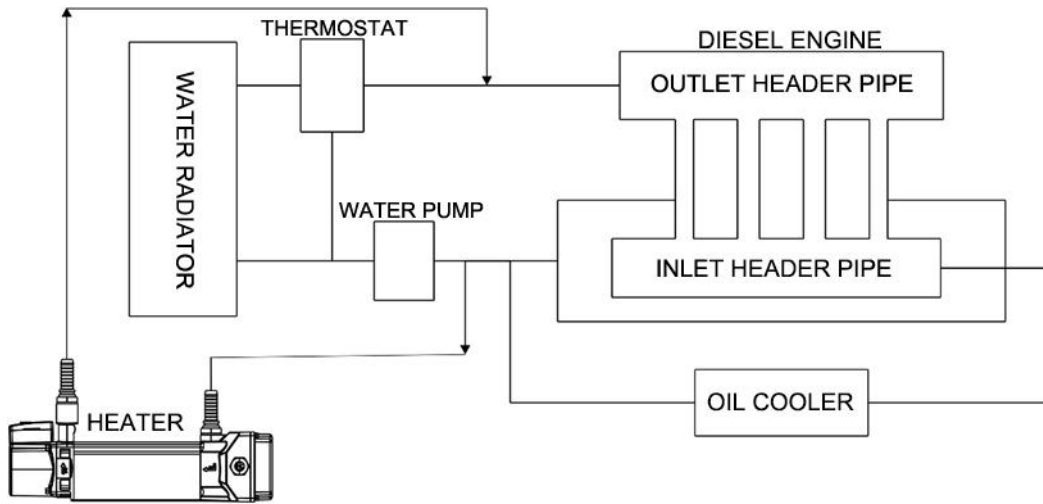 THERMOSTAT
DIESEL ENGINE
OUTLET HEADER PIPE
WATER RADIATOR
WATER PUMP
INLET HEADER PIPE
OIL COOLER
HEATER